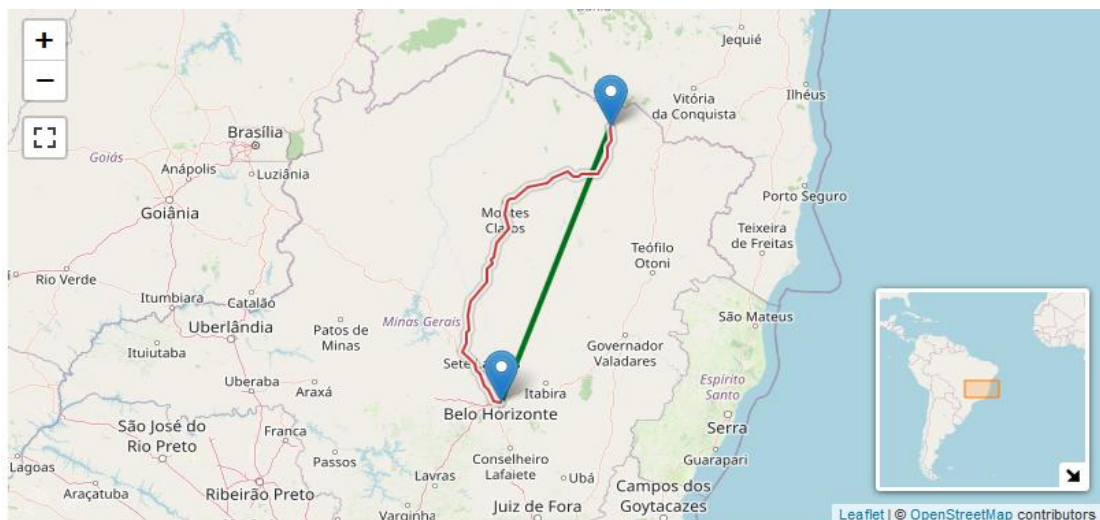 Bahia
Jequié
+
−
Vitória
da Conquista
Ilhéus
Brasília
Goiás
Anápolis
Luziânia
Goiânia
Montes
Claros
Porto Seguro
Teixeira
de Freitas
Teófilo
Otoni
Rio Verde
Itumbiara
Catalão
Uberlândia
Patos de
Minas
Minas Gerais
São Mateus
Ituiutaba
Governador
Valadares
Uberaba
Araxá
Itabira
Espírito
Santo
Belo Horizonte
Serra
São José do
Rio Preto
Franca
Passos
Conselheiro
Lafaiete
Guarapari
Lagoas
Araçatuba
Ribeirão Preto
Lavras
Ubá
Varginha
Juiz de Fora
Campos dos
Goytacazes
Leaflet | © OpenStreetMap contributors